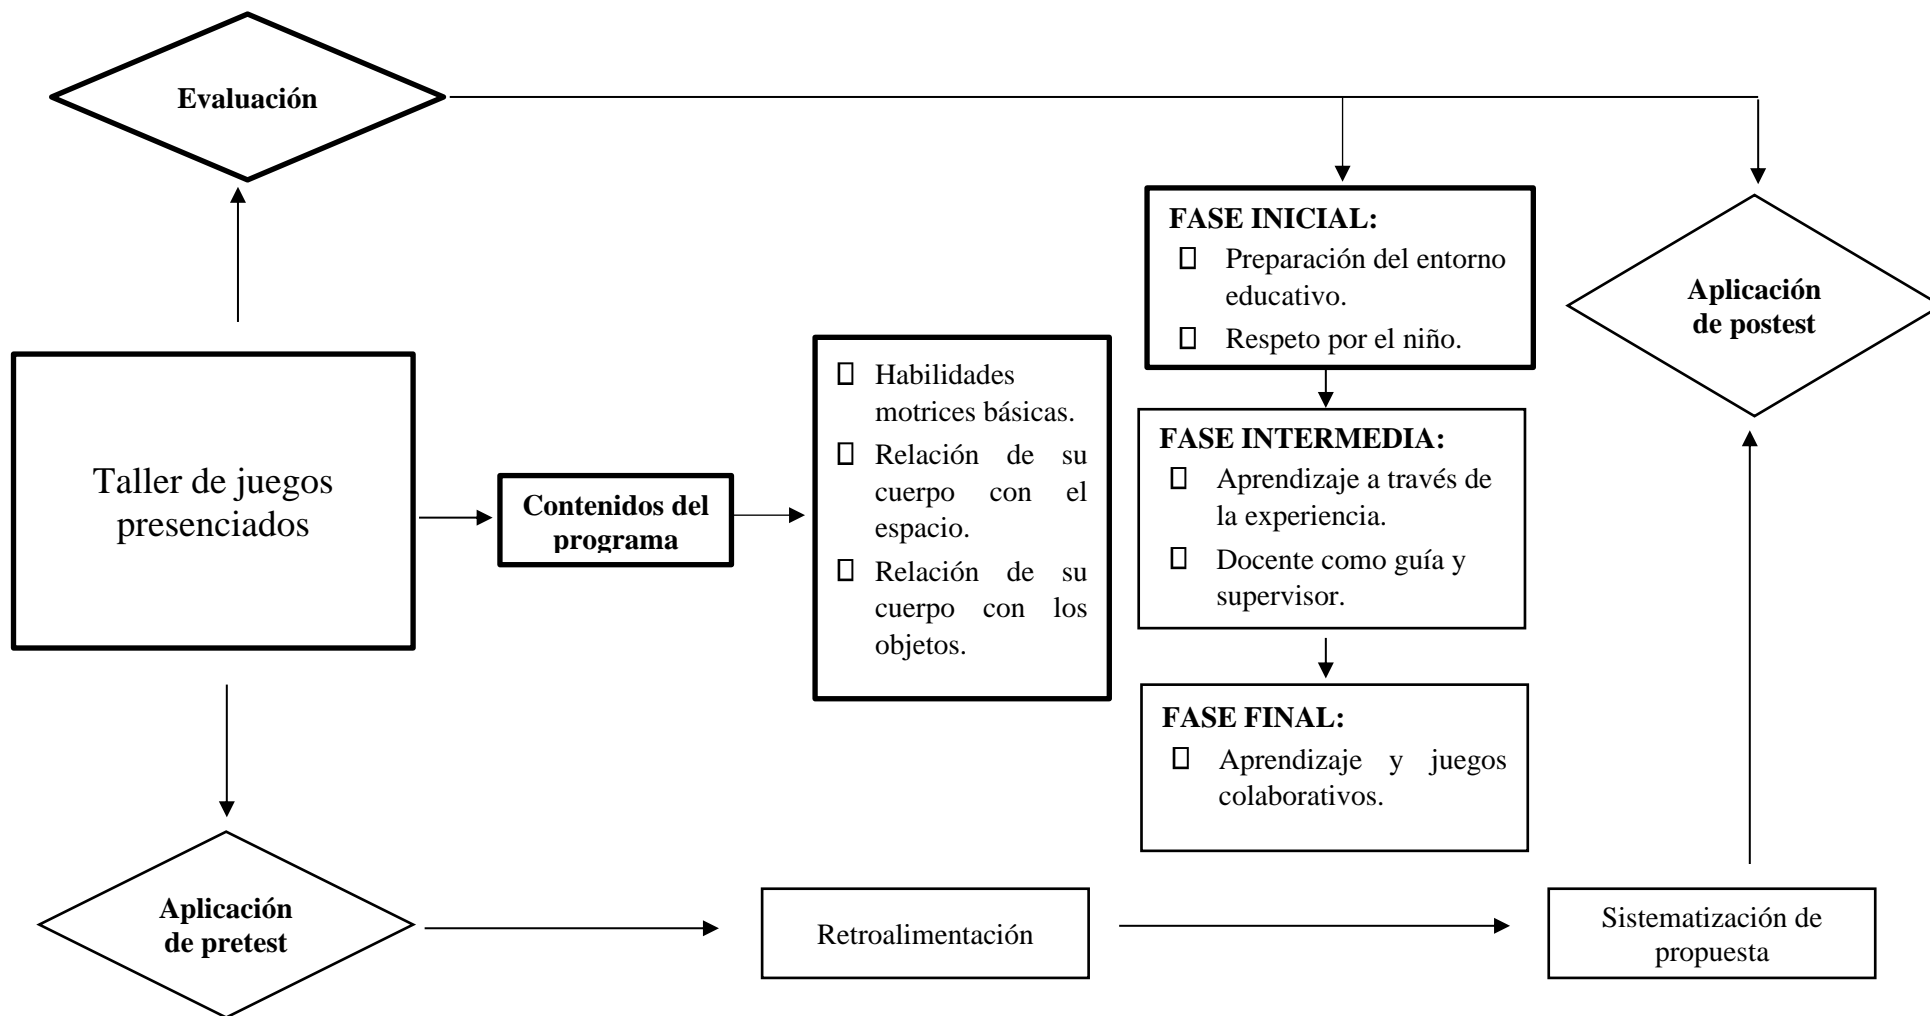 Evaluación
FASE INICIAL:
Preparación del entorno
educativo.
Respeto por el niño.
Aplicación
de postest
Taller de juegos
presenciados
Contenidos del
programa
Habilidades
motrices básicas.
Relación de su
cuerpo con el
espacio.
Relación de su
cuerpo con los
objetos.
FASE INTERMEDIA:
Aprendizaje a través de
la experiencia.
Docente como guía y
supervisor.
FASE FINAL:
Aprendizaje y juegos
colaborativos.
Aplicación
de pretest
Retroalimentación
Sistematización de
propuesta